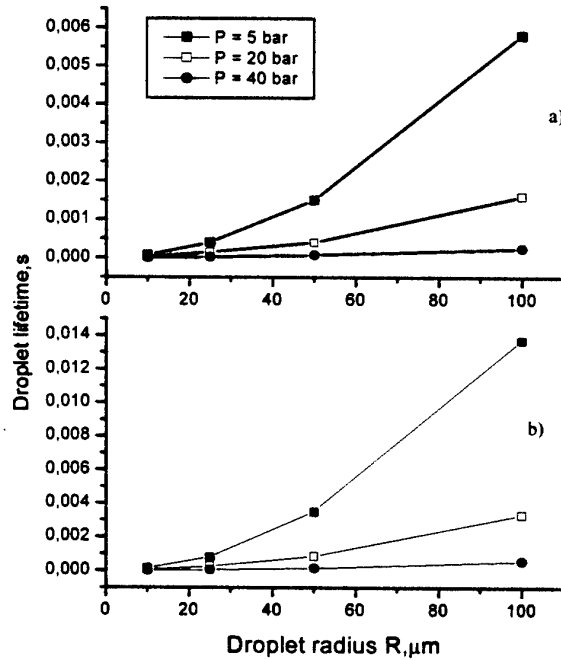 P = 5 bar
P = 20 bar
P = 40 bar
0,006
0,005
0,004
0,003
0,002
0,001
0,000
a)
0 20 40 60 80 100
Droplet lifetime,s
0,014
0,012
0,010
0,008
0,006
0,004
0,002
0,000
b)
0 20 40 60 80 100
Droplet radius R,μm